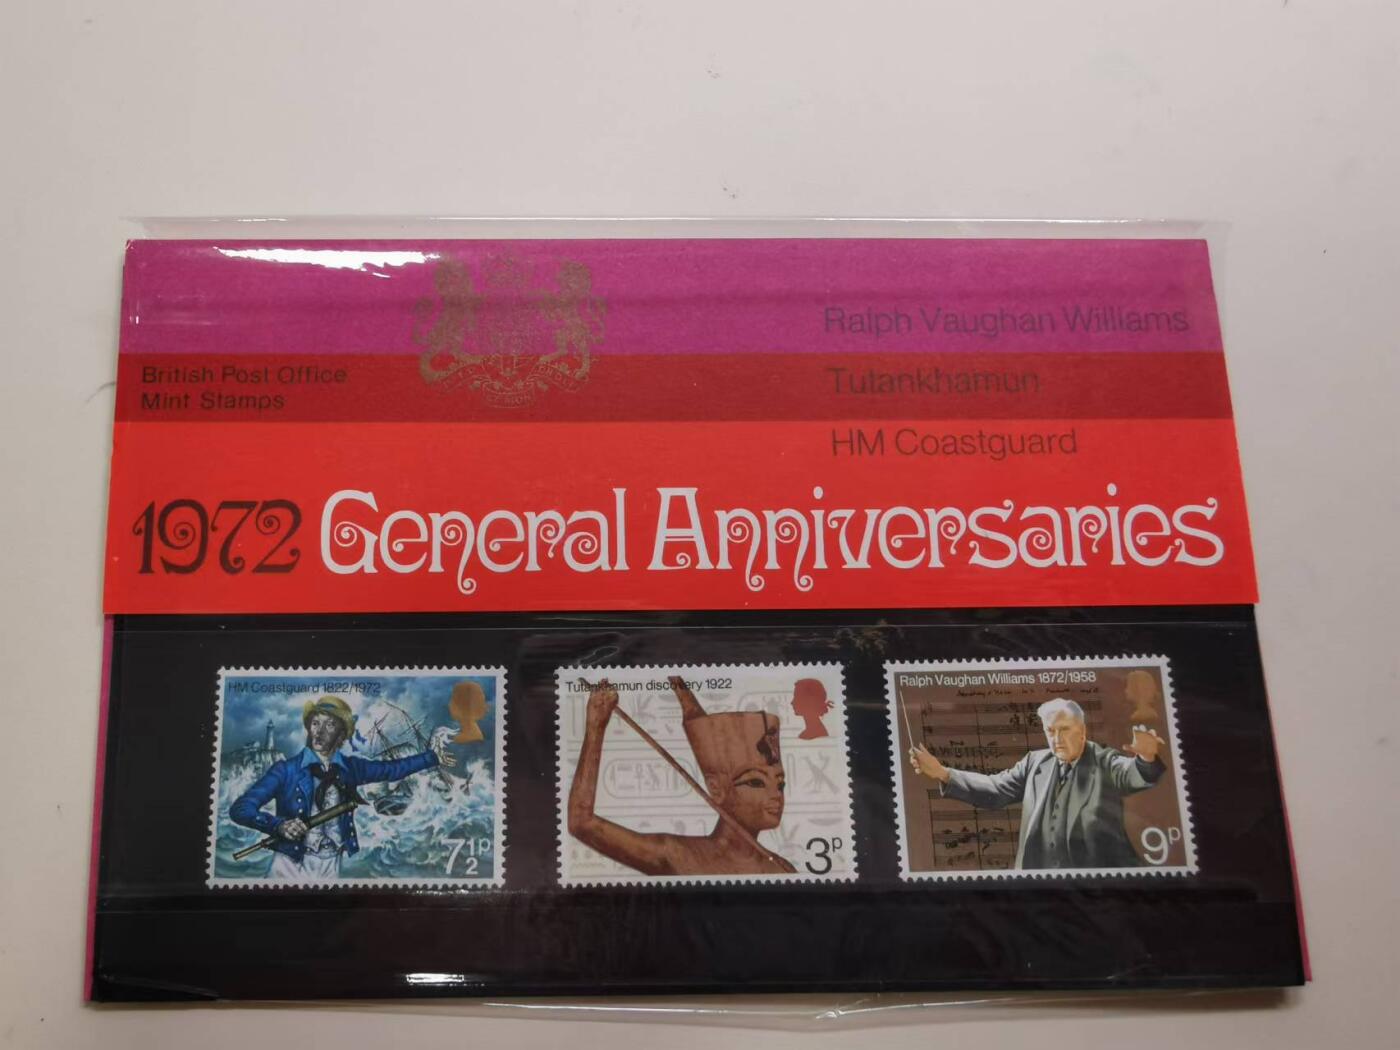 Ralph Vaughan Williams
British Post Office
Mint Stamps
Tutankhamun
HM Coastguard
1972 General Anniversaries
HM Coastguard 1822/1972
7½p
Tutankhamun discovery 1922
3p
Ralph Vaughan Williams 1872/1958
9p